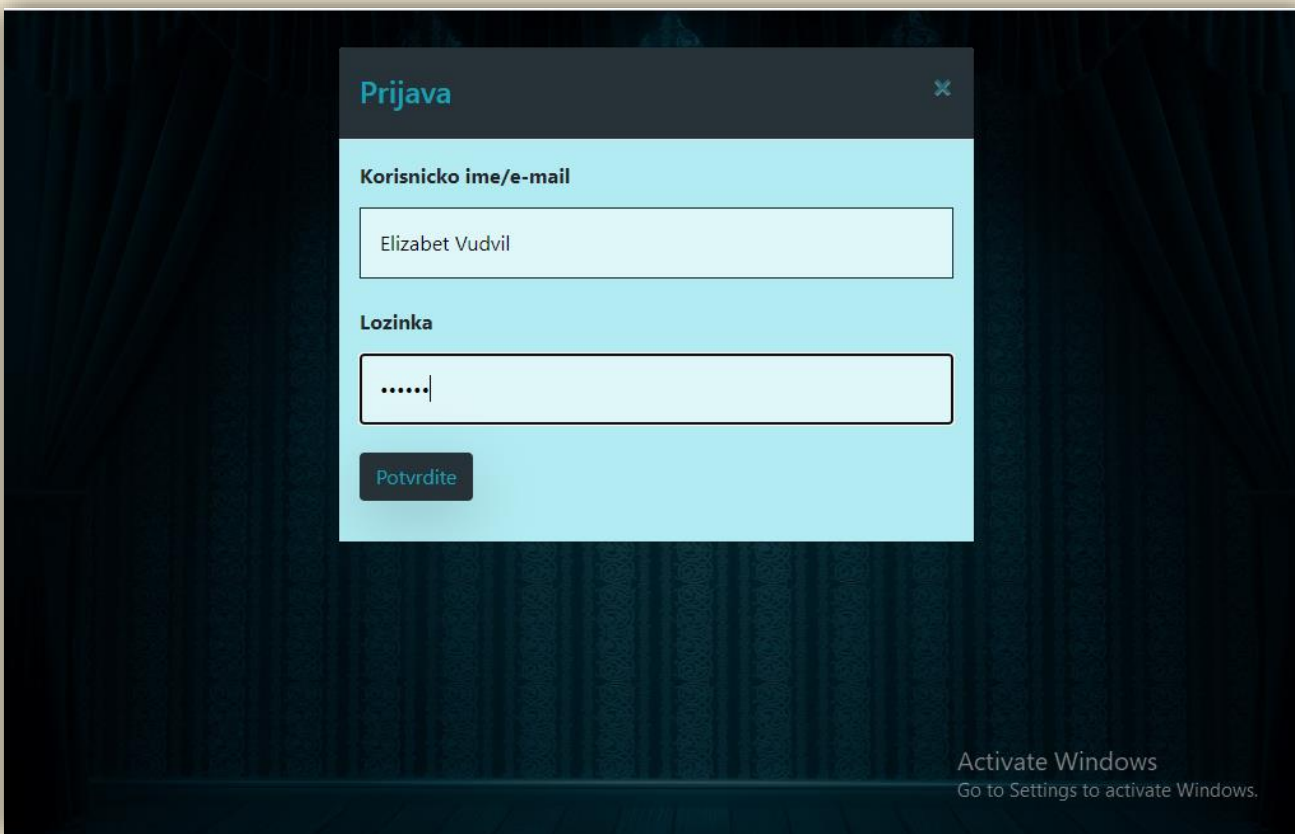 Prijava
Korisnicko ime/e-mail
Elizabet Vudvil
Lozinka
••••••
Potvrdite
Activate Windows
Go to Settings to activate Windows.